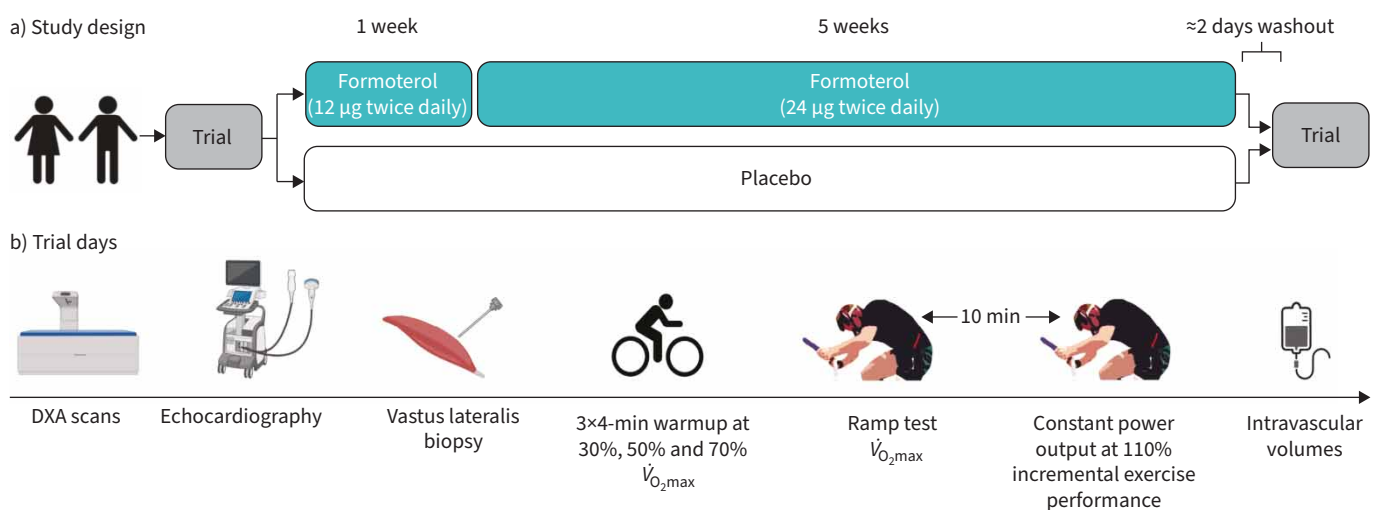 a) Study design
1 week
5 weeks
≈2 days washout
Formoterol
(12 µg twice daily)
Formoterol
(24 µg twice daily)
Trial
Trial
Placebo
b) Trial days
10 min
DXA scans
Echocardiography
Vastus lateralis
biopsy
3×4-min warmup at
30%, 50% and 70%
V̇O₂max
Ramp test
V̇O₂max
Constant power
output at 110%
incremental exercise
performance
Intravascular
volumes